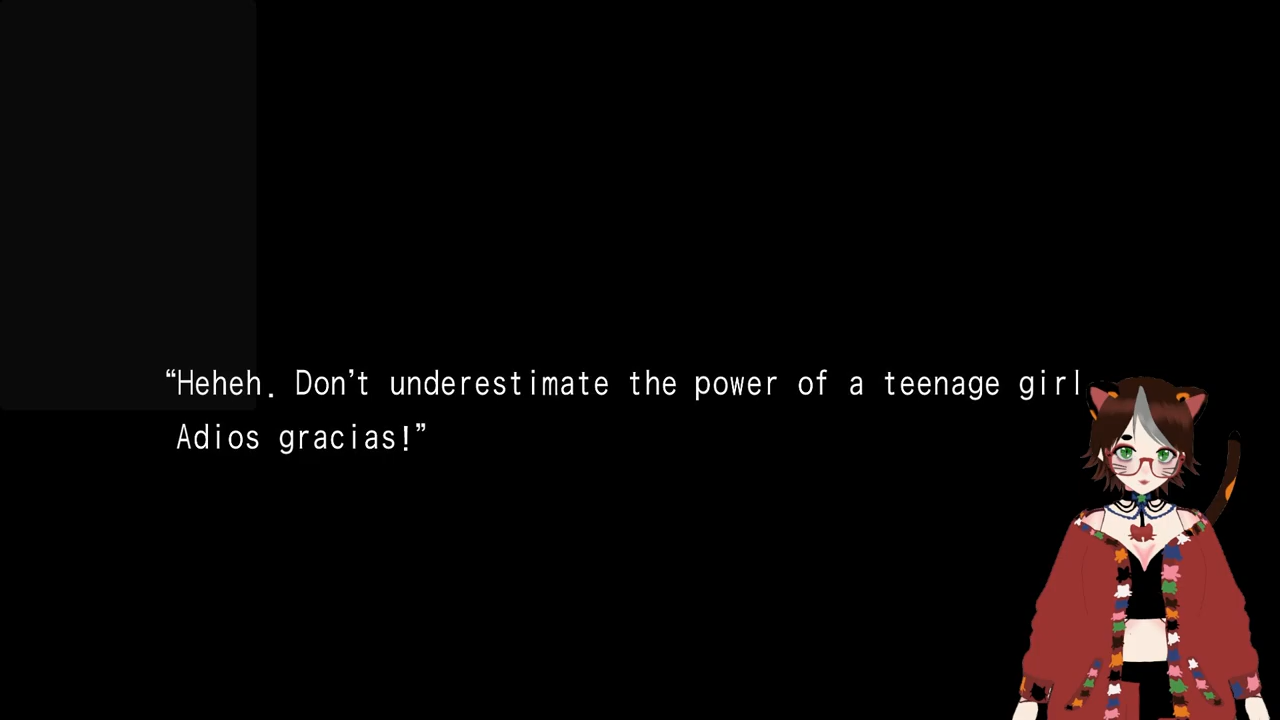 “Heheh. Don’t underestimate the power of a teenage girl
Adios gracias!”